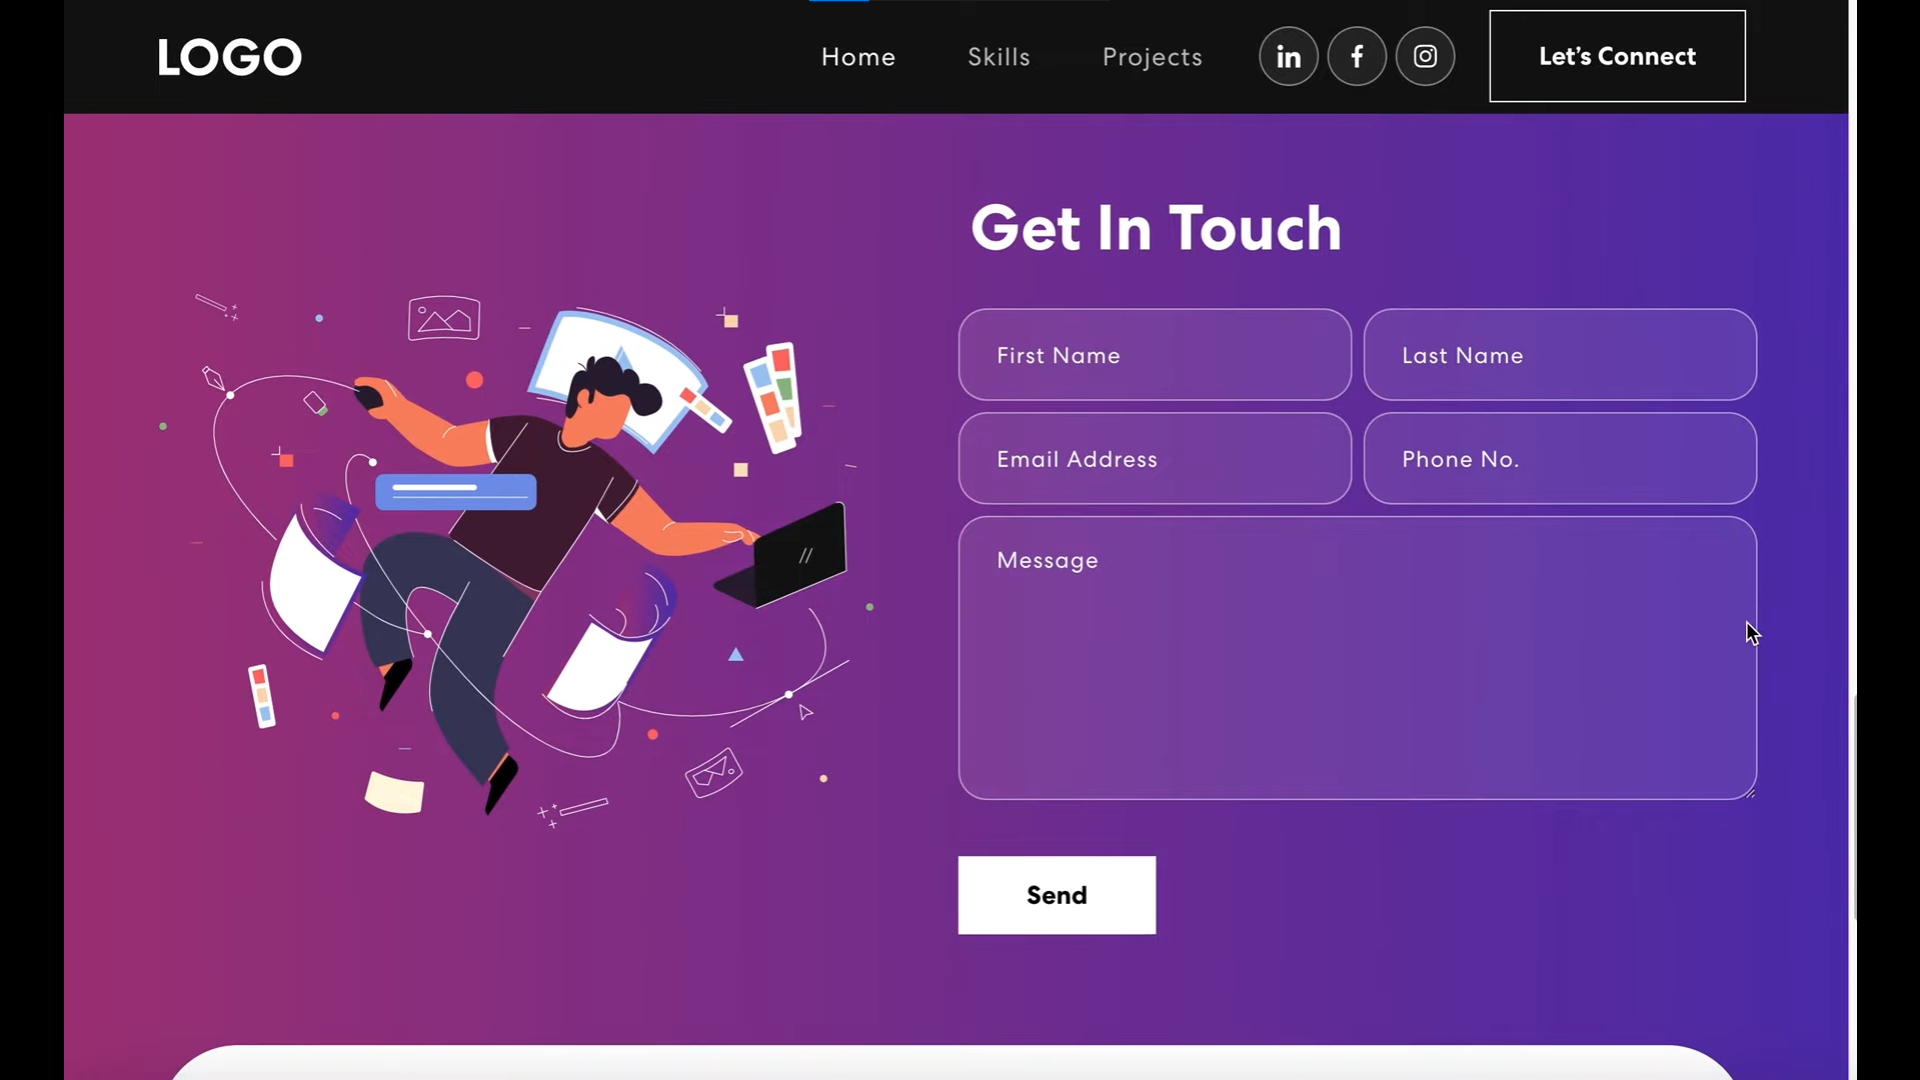 LOGO
Home Skills Projects in f Let's Connect
Get In Touch
First Name Last Name
Email Address Phone No.
Message
Send